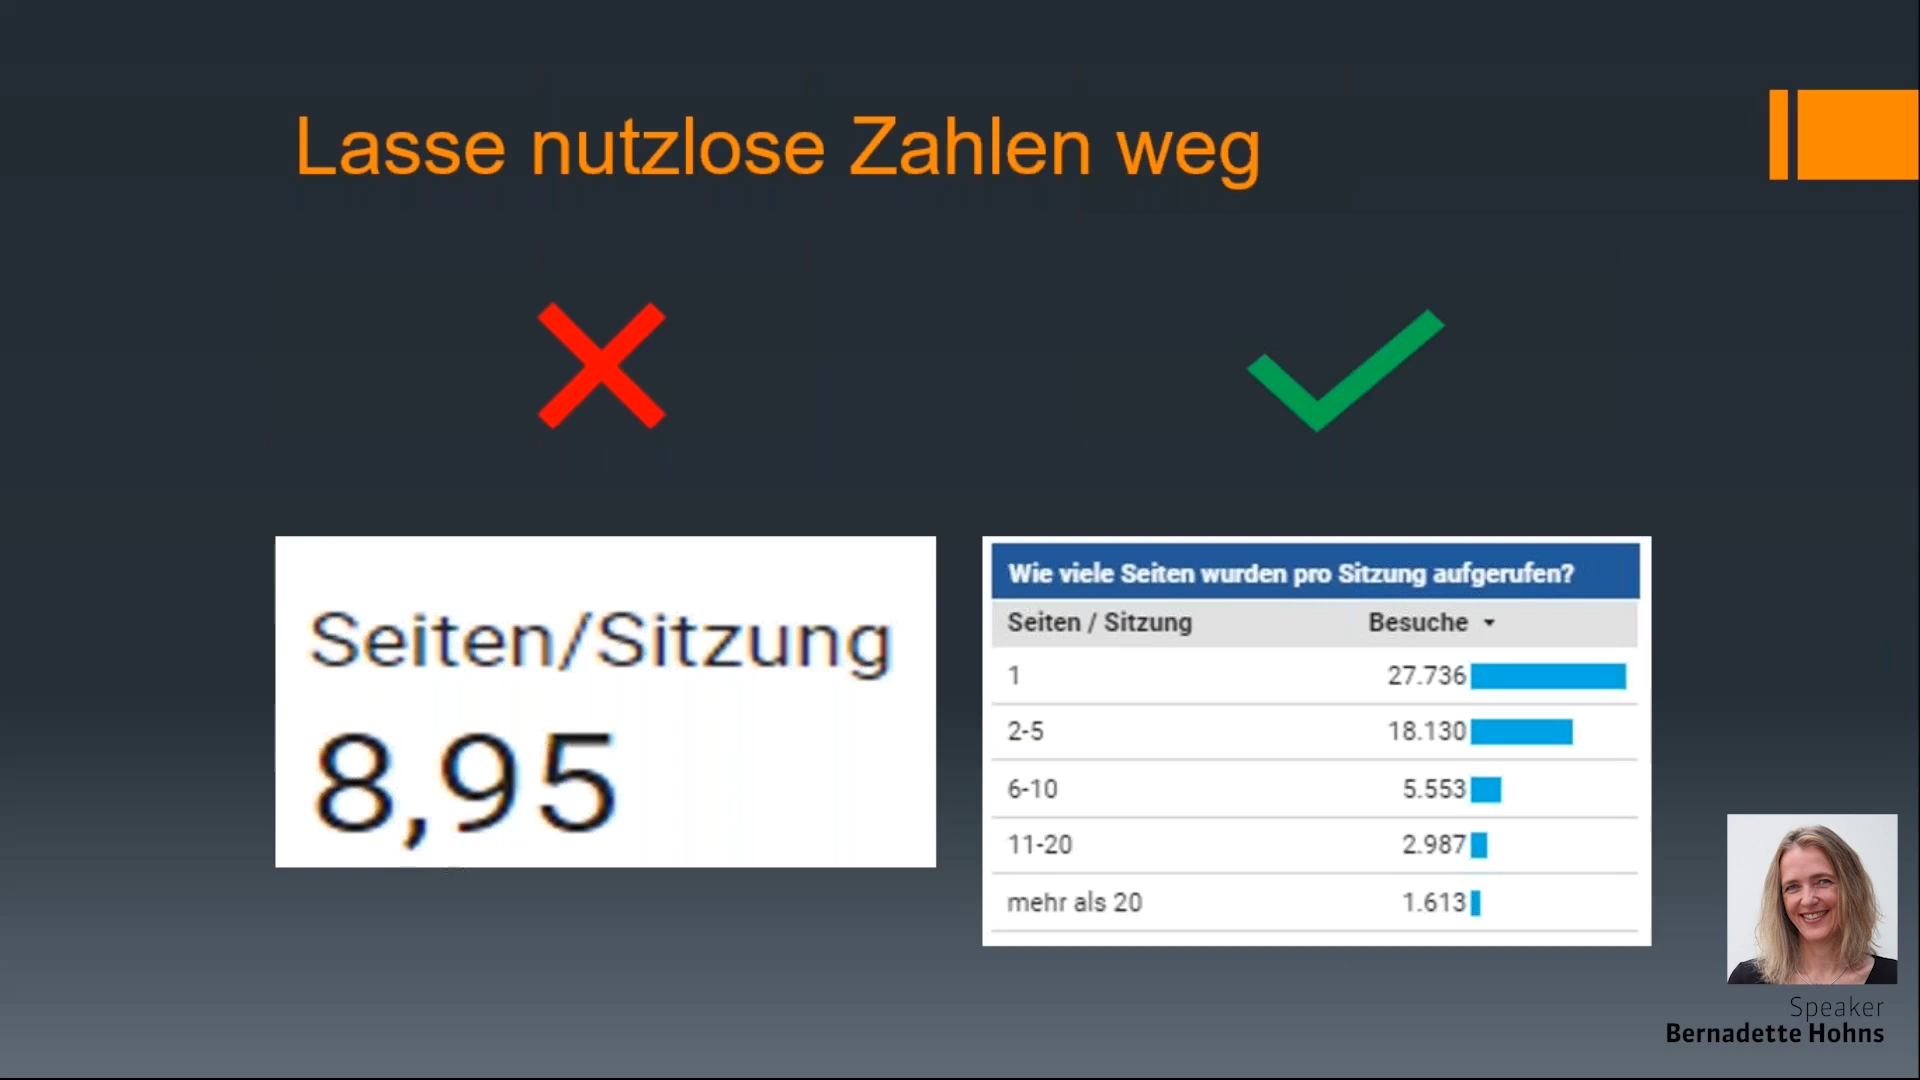 Lasse nutzlose Zahlen weg
Seiten/Sitzung
8,95
Wie viele Seiten wurden pro Sitzung aufgerufen?
Seiten / Sitzung Besuche
1 27.736
2-5 18.130
6-10 5.553
11-20 2.987
mehr als 20 1.613
Speaker
Bernadette Hohns